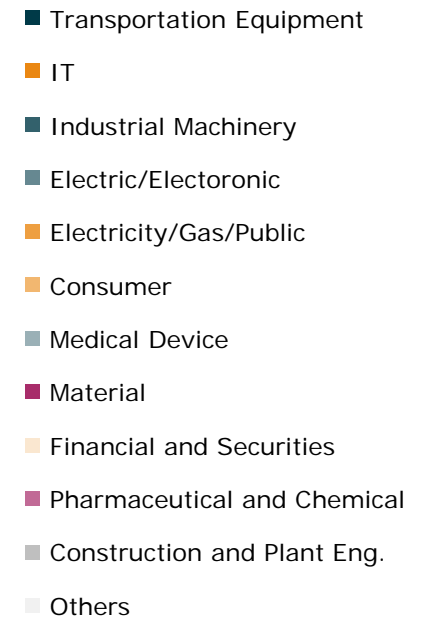 Transportation Equipment
IT
Industrial Machinery
Electric/Electoronic
Electricity/Gas/Public
Consumer
Medical Device
Material
Financial and Securities
Pharmaceutical and Chemical
Construction and Plant Eng.
Others